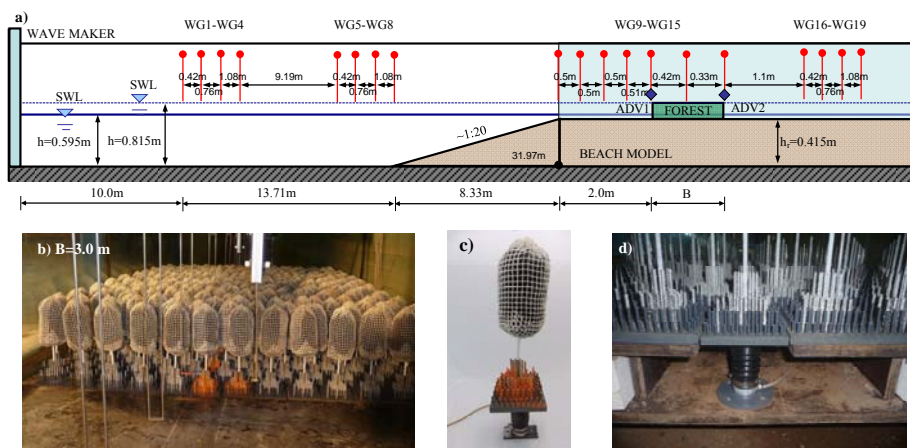 a)
WG1-WG4
WG5-WG8
WG9-WG15
WG16-WG19
WAVE MAKER
0.42m 1.08m
0.76m
9.19m
0.42m 1.08m
0.76m
0.5m 0.5m 0.42m 0.33m 1.1m
0.5m 0.51m
0.42m 1.08m
0.76m
SWL
SWL
ADV1 FOREST ADV2
h=0.595m
h=0.815m
~1:20
31.97m
BEACH MODEL
hr=0.415m
10.0m
13.71m
8.33m
2.0m
B
b) B=3.0 m
c)
d)